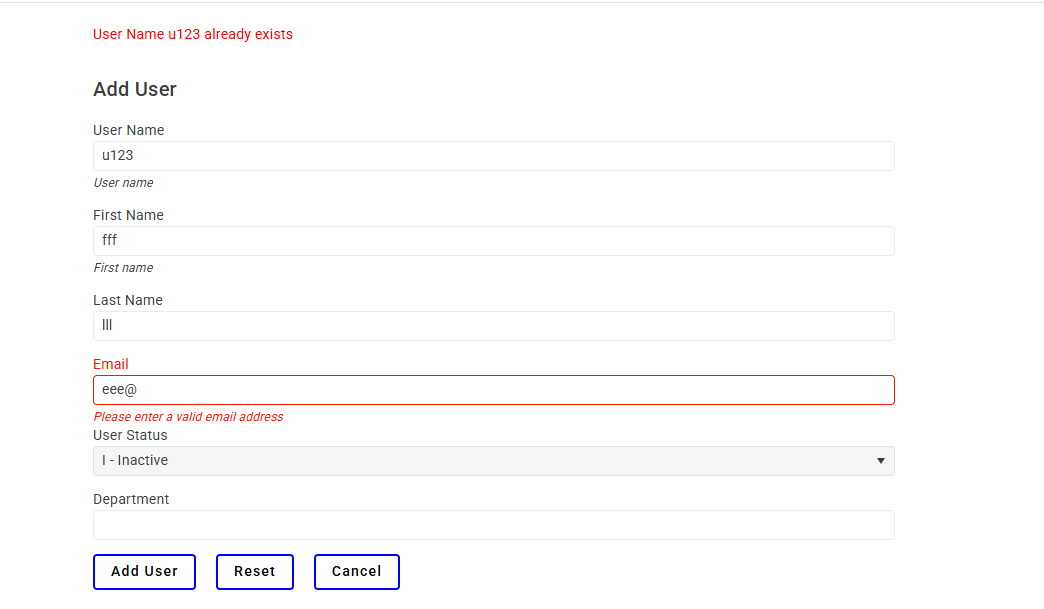 User Name u123 already exists
Add User
User Name
u123
User name
First Name
fff
First name
Last Name
lll
Email
eee@
Please enter a valid email address
User Status
I - Inactive
Department
Add User Reset Cancel